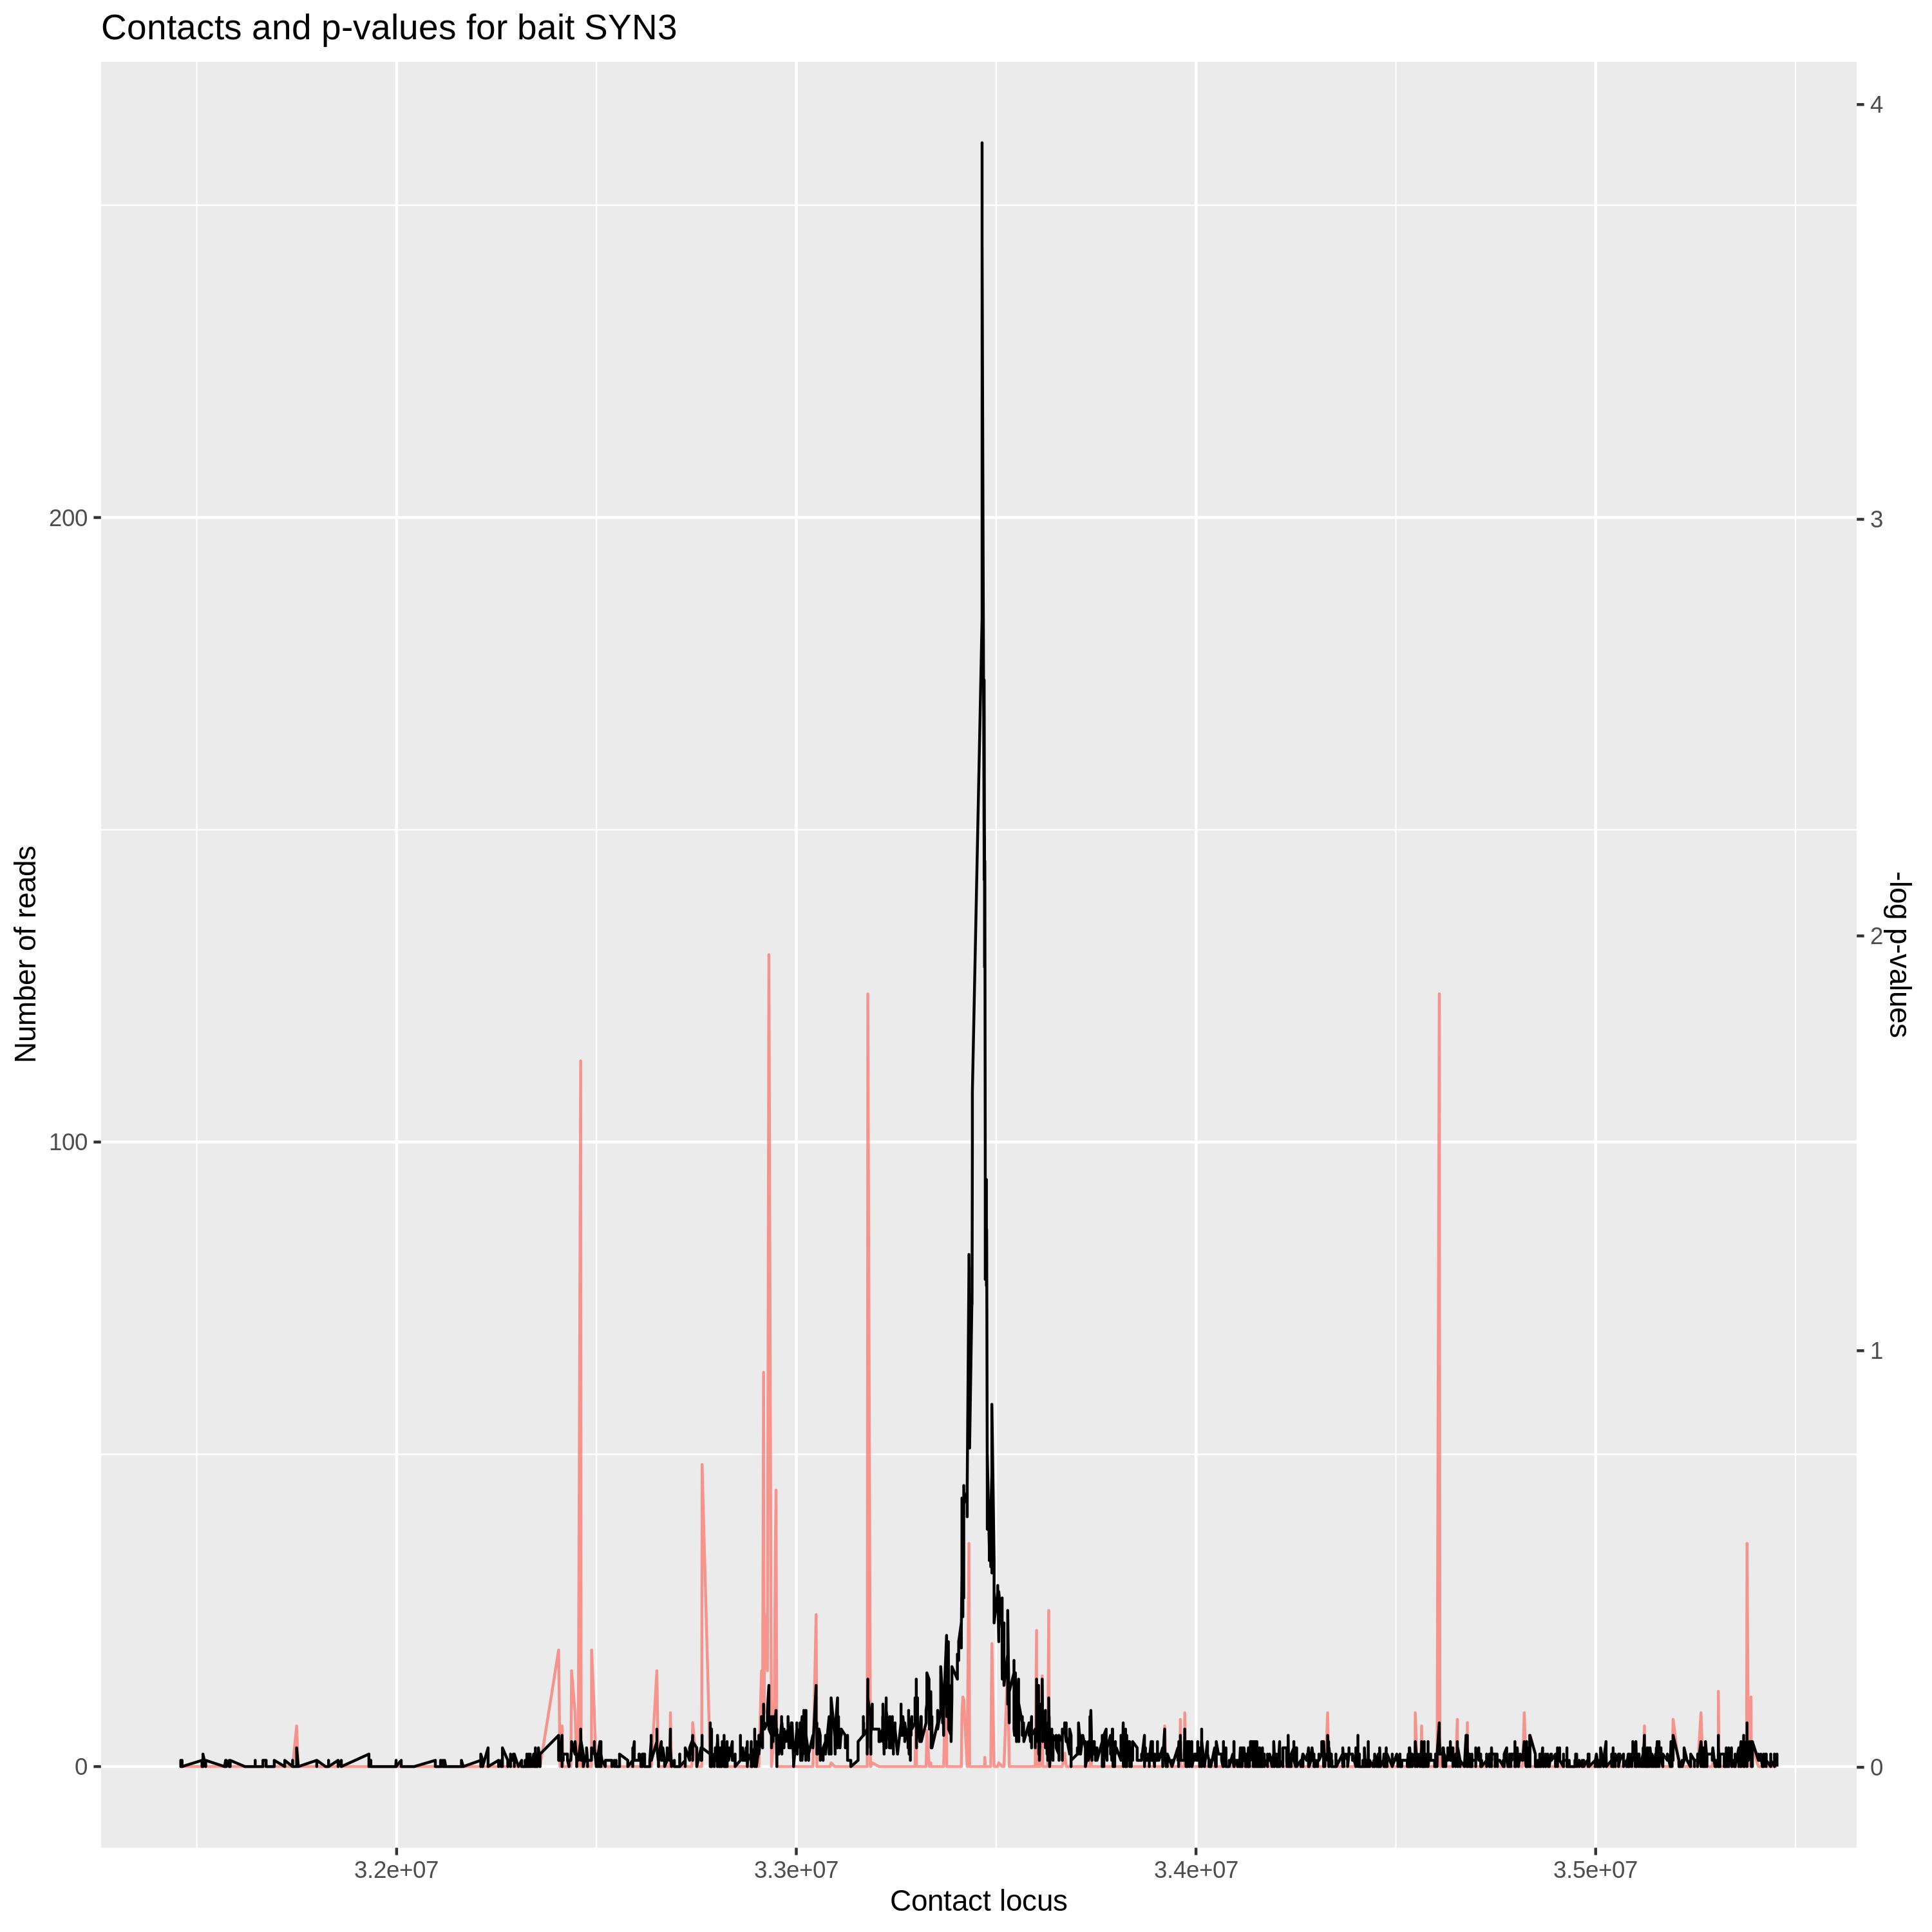 Contacts and p-values for bait SYN3
Number of reads
200
100
0
4
3
2
1
0
-log p-values
3.2e+07
3.3e+07
3.4e+07
3.5e+07
Contact locus